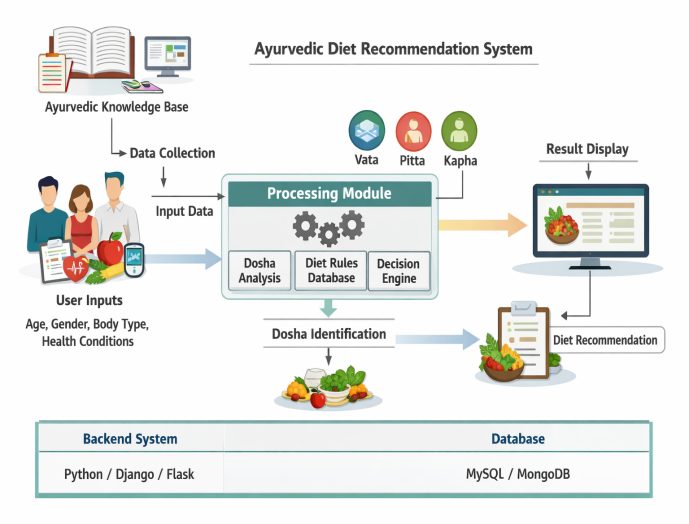 Ayurvedic Diet Recommendation System
Ayurvedic Knowledge Base
Data Collection
Input Data
User Inputs
Age, Gender, Body Type,
Health Conditions
Vata
Pitta
Kapha
Processing Module
Dosha
Analysis
Diet Rules
Database
Decision
Engine
Dosha Identification
Result Display
Diet Recommendation
Backend System
Database
Python / Django / Flask
MySQL / MongoDB